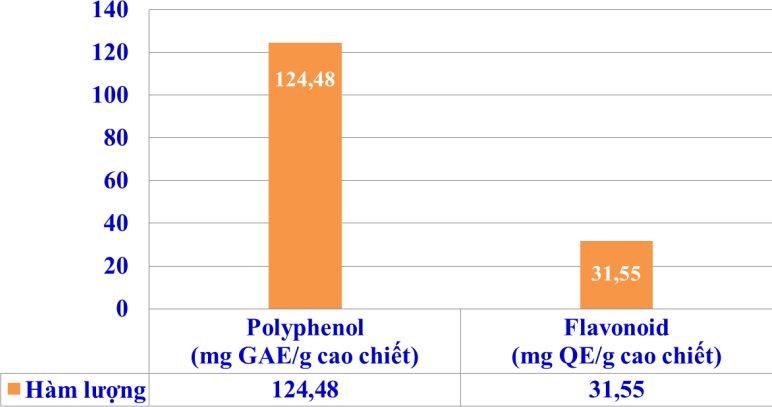 140
120
100
80
60
40
20
0
124,48
31,55
Polyphenol
(mg GAE/g cao chiết)
Flavonoid
(mg QE/g cao chiết)
Hàm lượng 124,48 31,55